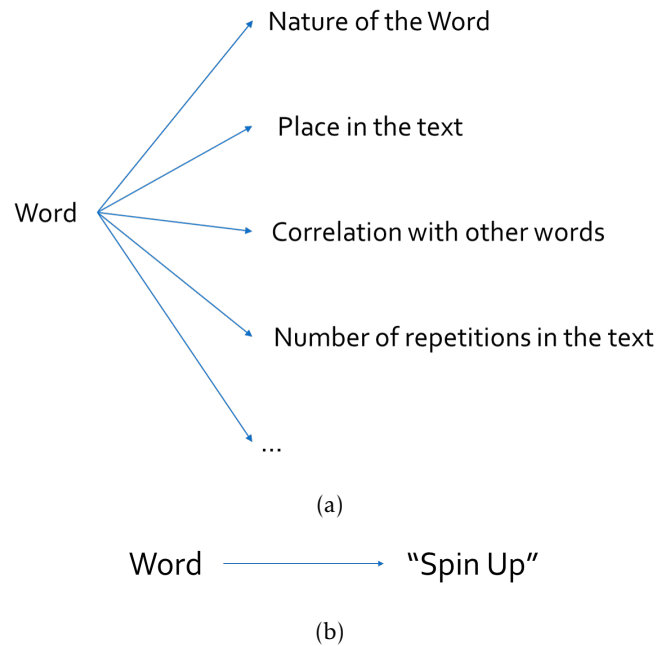 Nature of the Word
Place in the text
Word
Correlation with other words
Number of repetitions in the text
...
(a)
Word “Spin Up”
(b)